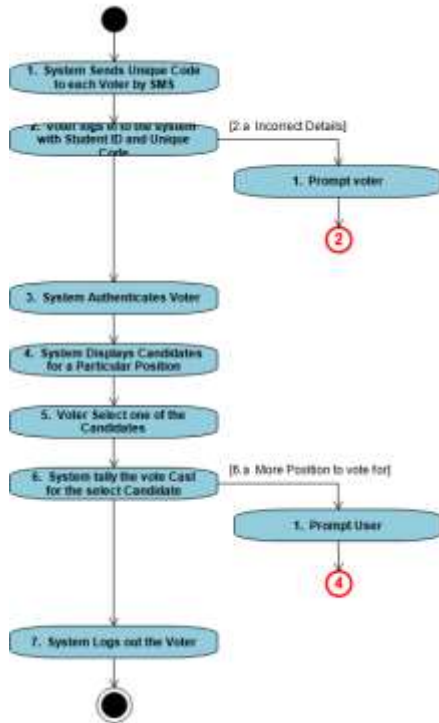 1. System Sends Unique Code
to each Voter by SMS
2. Voter logs in to the system
[2.a Incorrect Details]
with Student ID and Unique
Code
1. Prompt voter
2
3. System Authenticates Voter
4. System Displays Candidates
for a Particular Position
5. Voter Select one of the
Candidates
6. System tally the vote Cast
[6.a More Position to vote for]
for the select Candidate
1. Prompt User
4
7. System Logs out the Voter